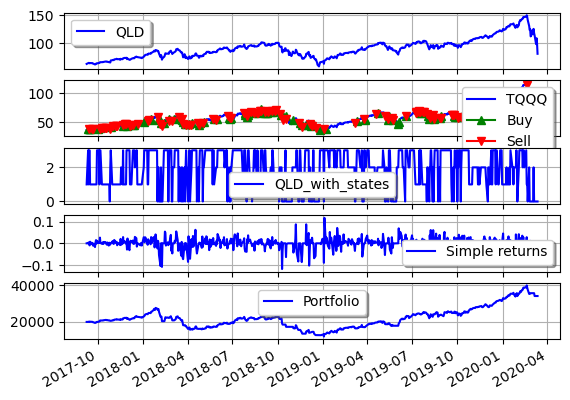 150
QLD
100
100
TQQQ
Buy
50
Sell
2
QLD_with_states
0
0.1
0.0
Simple returns
−0.1
40000
Portfolio
20000
2017-10 2018-01 2018-04 2018-07 2018-10 2019-01 2019-04 2019-07 2019-10 2020-01 2020-04